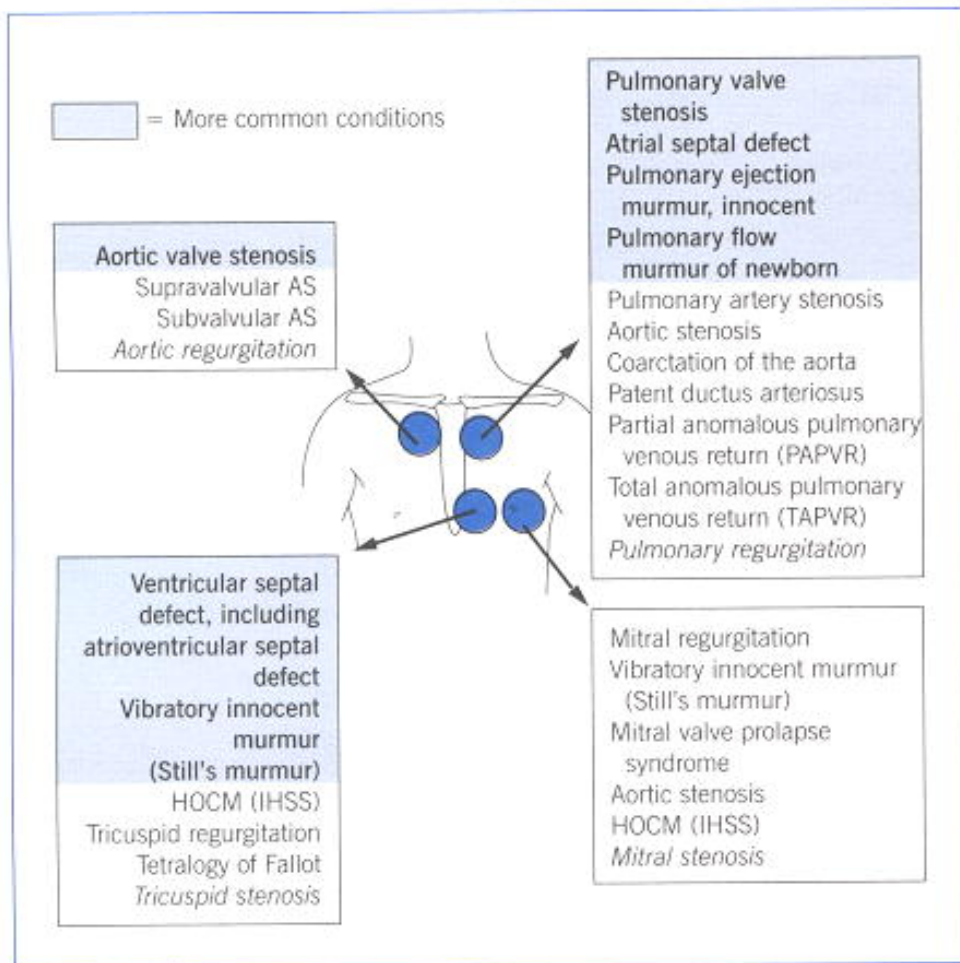 = More common conditions
Aortic valve stenosis
Supravalvular AS
Subvalvular AS
Aortic regurgitation
Pulmonary valve
stenosis
Atrial septal defect
Pulmonary ejection
murmur, innocent
Pulmonary flow
murmur of newborn
Pulmonary artery stenosis
Aortic stenosis
Coarctation of the aorta
Patent ductus arteriosus
Partial anomalous pulmonary
venous return (PAPVR)
Total anomalous pulmonary
venous return (TAPVR)
Pulmonary regurgitation
Ventricular septal
defect, including
atrioventricular septal
defect
Vibratory innocent
murmur
(Still's murmur)
HOCM (IHSS)
Tricuspid regurgitation
Tetralogy of Fallot
Tricuspid stenosis
Mitral regurgitation
Vibratory innocent murmur
(Still's murmur)
Mitral valve prolapse
syndrome
Aortic stenosis
HOCM (IHSS)
Mitral stenosis